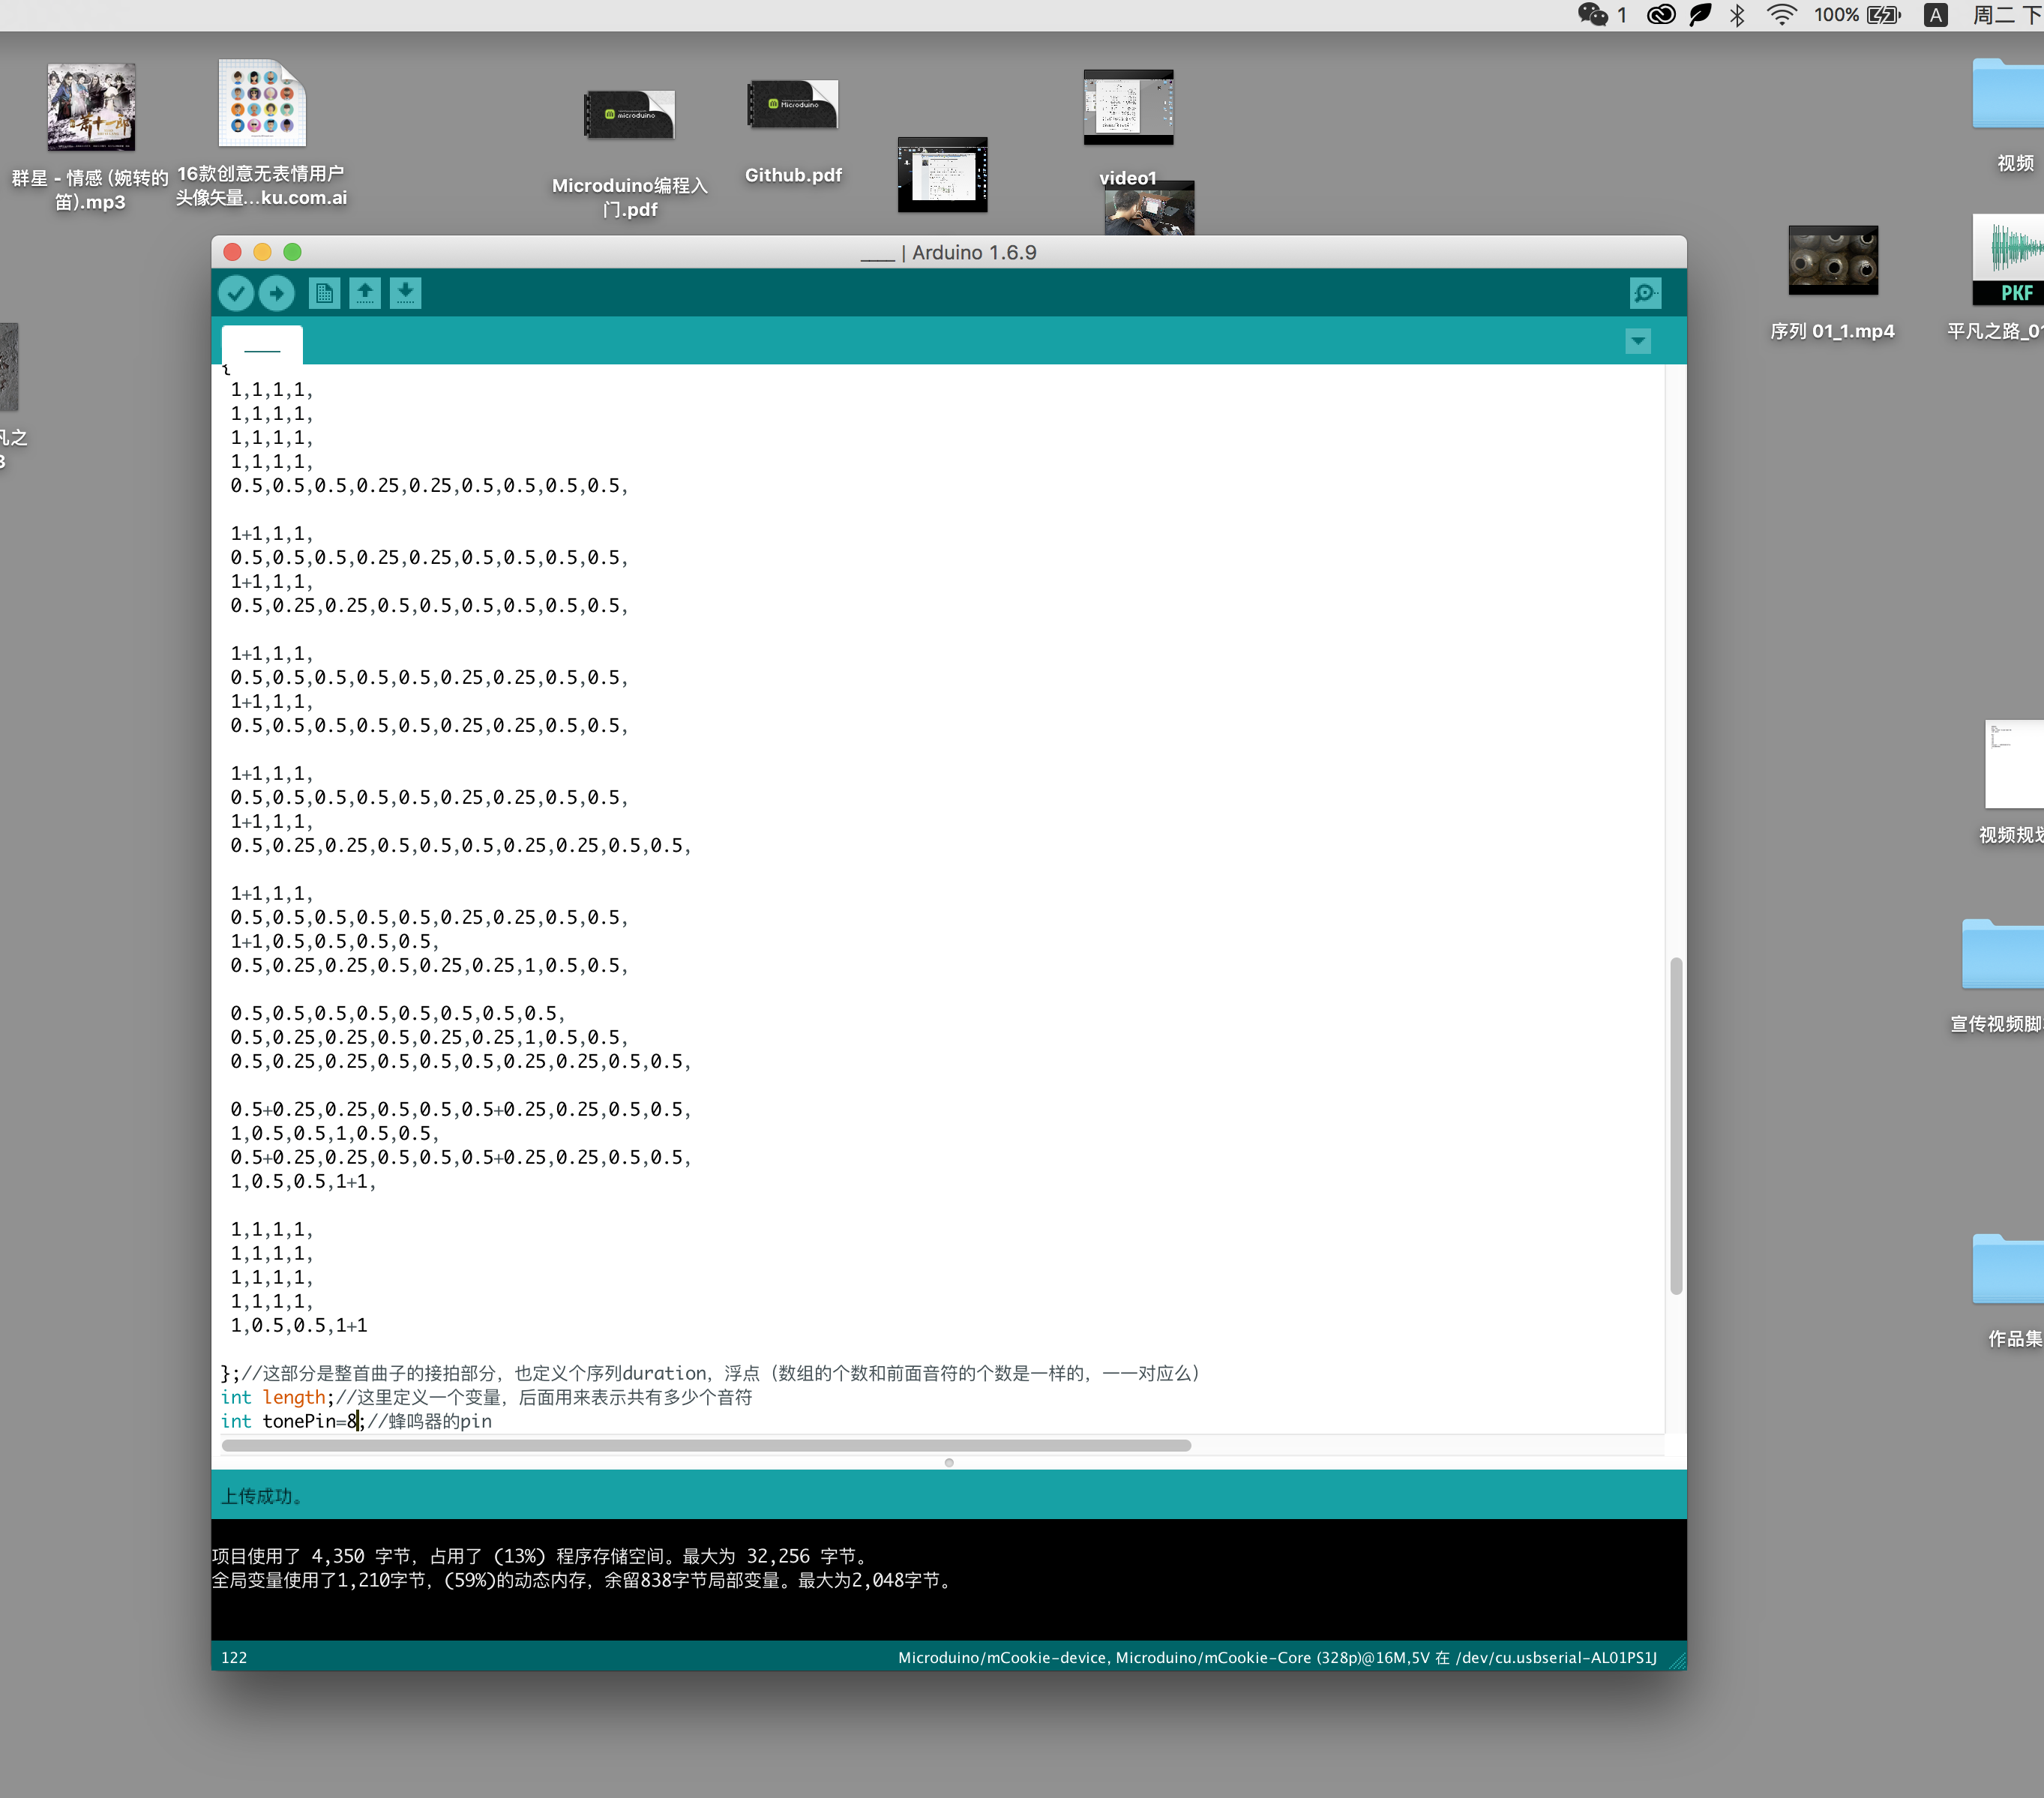 1
100%
A
周二 下
群星 - 情感 (婉转的
笛).mp3
16款创意无表情用户
头像矢量...ku.com.ai
microduino
Microduino编程入
门.pdf
Microduino
Github.pdf
video1
视频
序列 01_1.mp4
PKF
平凡之路_01
凡之
3
视频规划
宣传视频脚
作品集
____ | Arduino 1.6.9
____
{
1,1,1,1,
1,1,1,1,
1,1,1,1,
1,1,1,1,
0.5,0.5,0.5,0.25,0.25,0.5,0.5,0.5,0.5,
1+1,1,1,
0.5,0.5,0.5,0.25,0.25,0.5,0.5,0.5,0.5,
1+1,1,1,
0.5,0.25,0.25,0.5,0.5,0.5,0.5,0.5,0.5,
1+1,1,1,
0.5,0.5,0.5,0.5,0.5,0.25,0.25,0.5,0.5,
1+1,1,1,
0.5,0.5,0.5,0.5,0.5,0.25,0.25,0.5,0.5,
1+1,1,1,
0.5,0.5,0.5,0.5,0.5,0.25,0.25,0.5,0.5,
1+1,1,1,
0.5,0.25,0.25,0.5,0.5,0.5,0.25,0.25,0.5,0.5,
1+1,1,1,
0.5,0.5,0.5,0.5,0.5,0.25,0.25,0.5,0.5,
1+1,0.5,0.5,0.5,0.5,
0.5,0.25,0.25,0.5,0.25,0.25,1,0.5,0.5,
0.5,0.5,0.5,0.5,0.5,0.5,0.5,0.5,
0.5,0.25,0.25,0.5,0.25,0.25,1,0.5,0.5,
0.5,0.25,0.25,0.5,0.5,0.5,0.25,0.25,0.5,0.5,
0.5+0.25,0.25,0.5,0.5,0.5+0.25,0.25,0.5,0.5,
1,0.5,0.5,1,0.5,0.5,
0.5+0.25,0.25,0.5,0.5,0.5+0.25,0.25,0.5,0.5,
1,0.5,0.5,1+1,
1,1,1,1,
1,1,1,1,
1,1,1,1,
1,1,1,1,
1,0.5,0.5,1+1
};//这部分是整首曲子的接拍部分，也定义个序列duration，浮点（数组的个数和前面音符的个数是一样的，一一对应么）
int length;//这里定义一个变量，后面用来表示共有多少个音符
int tonePin=8;//蜂鸣器的pin
上传成功。
项目使用了 4,350 字节，占用了 (13%) 程序存储空间。最大为 32,256 字节。
全局变量使用了1,210字节，(59%)的动态内存，余留838字节局部变量。最大为2,048字节。
122
Microduino/mCookie-device, Microduino/mCookie-Core (328p)@16M,5V 在 /dev/cu.usbserial-AL01PS1J